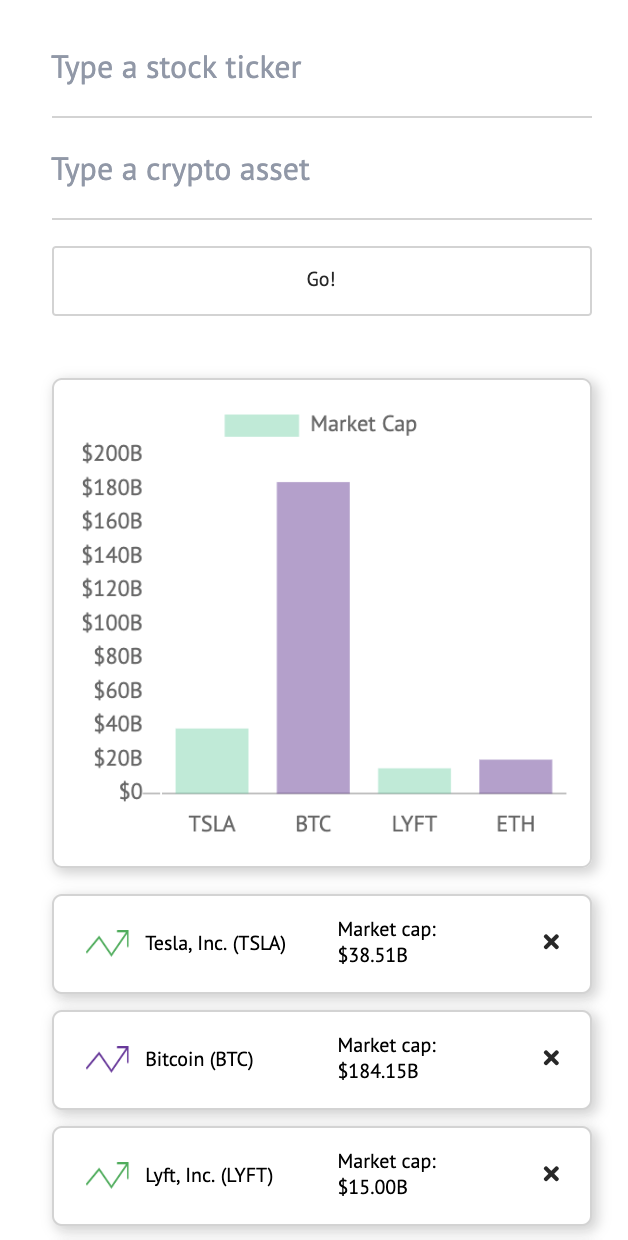 Type a stock ticker
Type a crypto asset
Go!
Market Cap
$200B
$180B
$160B
$140B
$120B
$100B
$80B
$60B
$40B
$20B
$0
TSLA BTC LYFT ETH
Tesla, Inc. (TSLA)
Market cap:
$38.51B
Bitcoin (BTC)
Market cap:
$184.15B
Lyft, Inc. (LYFT)
Market cap:
$15.00B